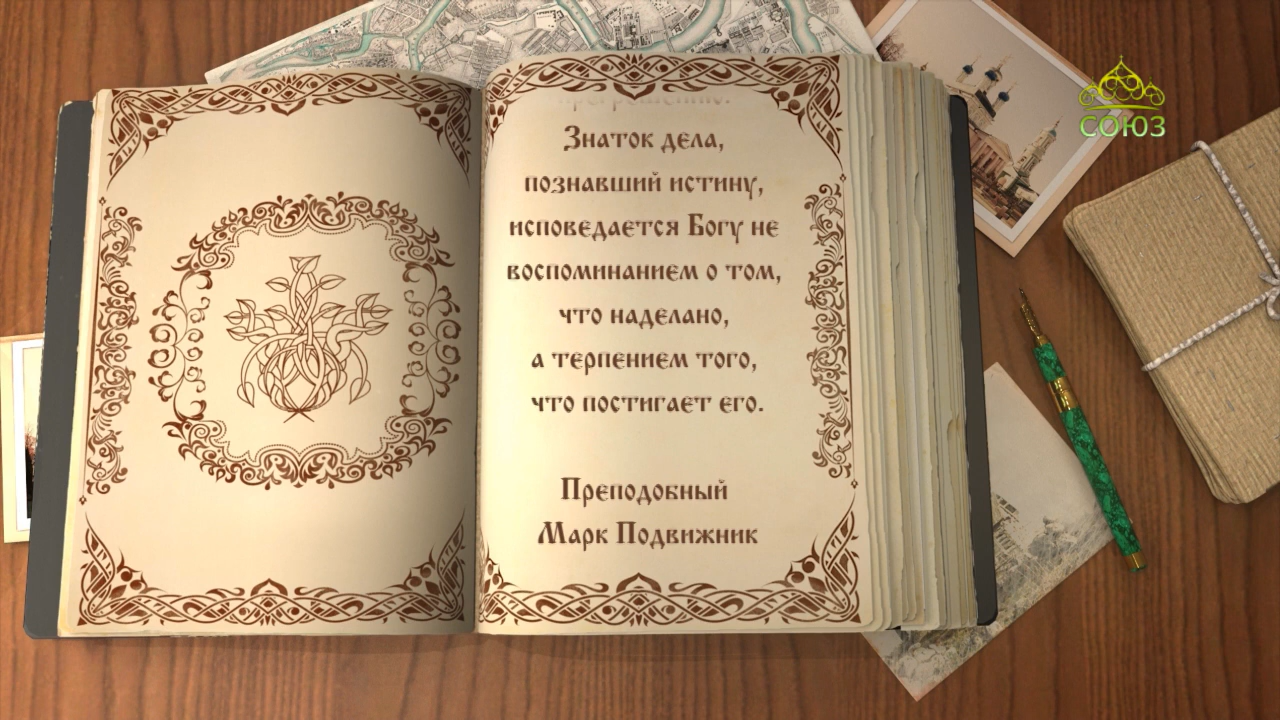 Знаток дела,
познавший истину,
исповедается Богу не
воспоминанием о том,
что наделано,
а терпением того,
что постигает его.
Преподобный
Марк Подвижник
СОЮЗ